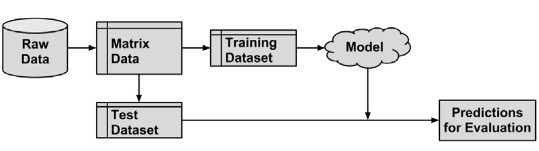 Raw
Data
Matrix
Data
Training
Dataset
Model
Test
Dataset
Predictions
for Evaluation